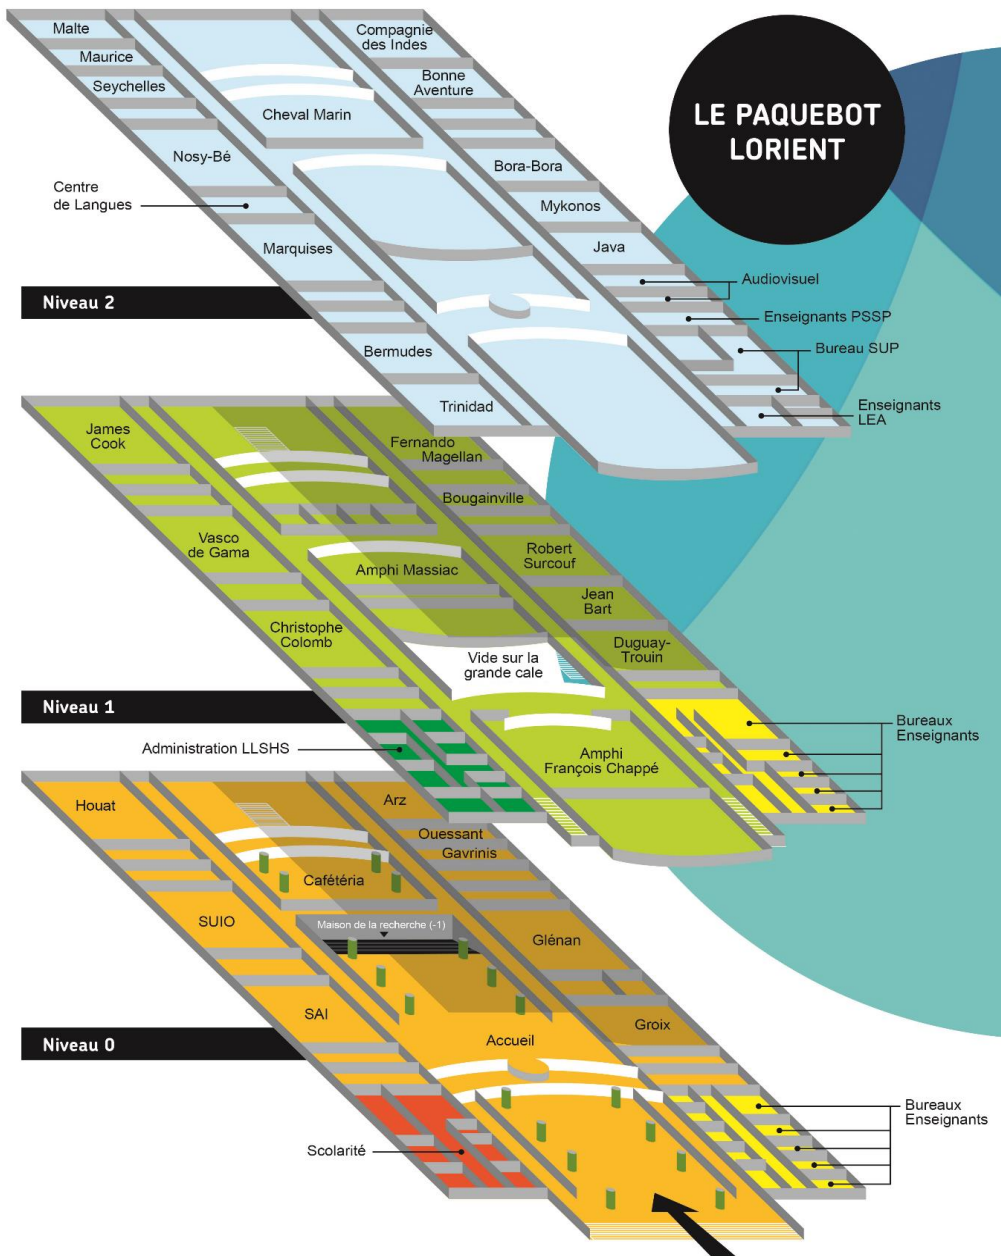 LE PAQUEBOT
LORIENT
Malte
Maurice
Seychelles
Nosy-Bé
Centre
de Langues
Marquises
Bermudes
Trinidad
Cheval Marin
Compagnie
des Indes
Bonne
Aventure
Bora-Bora
Mykonos
Java
Audiovisuel
Enseignants PSSP
Bureau SUP
Enseignants
LEA
Niveau 2
James
Cook
Vasco
de Gama
Christophe
Colomb
Administration LLSHS
Amphi Massiac
Vide sur la
grande cale
Amphi
François Chappé
Fernando
Magellan
Bougainville
Robert
Surcouf
Jean
Bart
Duguay-
Trouin
Bureaux
Enseignants
Niveau 1
Houat
SUIO
SAI
Scolarité
Cafétéria
Maison de la recherche (-1)
Accueil
Arz
Ouessant
Gavrinis
Glénan
Groix
Bureaux
Enseignants
Niveau 0